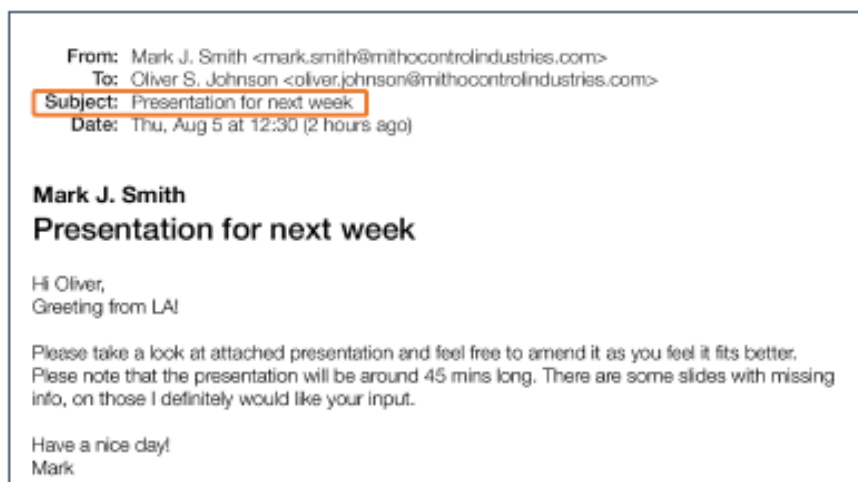 From: Mark J. Smith <mark.smith@mithocontrolindustries.com>
To: Oliver S. Johnson <oliver.johnson@mithocontrolindustries.com>
Subject: Presentation for next week
Date: Thu, Aug 5 at 12:30 (2 hours ago)
Mark J. Smith
Presentation for next week
Hi Oliver,
Greeting from LA!
Please take a look at attached presentation and feel free to amend it as you feel it fits better.
Plese note that the presentation will be around 45 mins long. There are some slides with missing
info, on those I definitely would like your input.
Have a nice day!
Mark